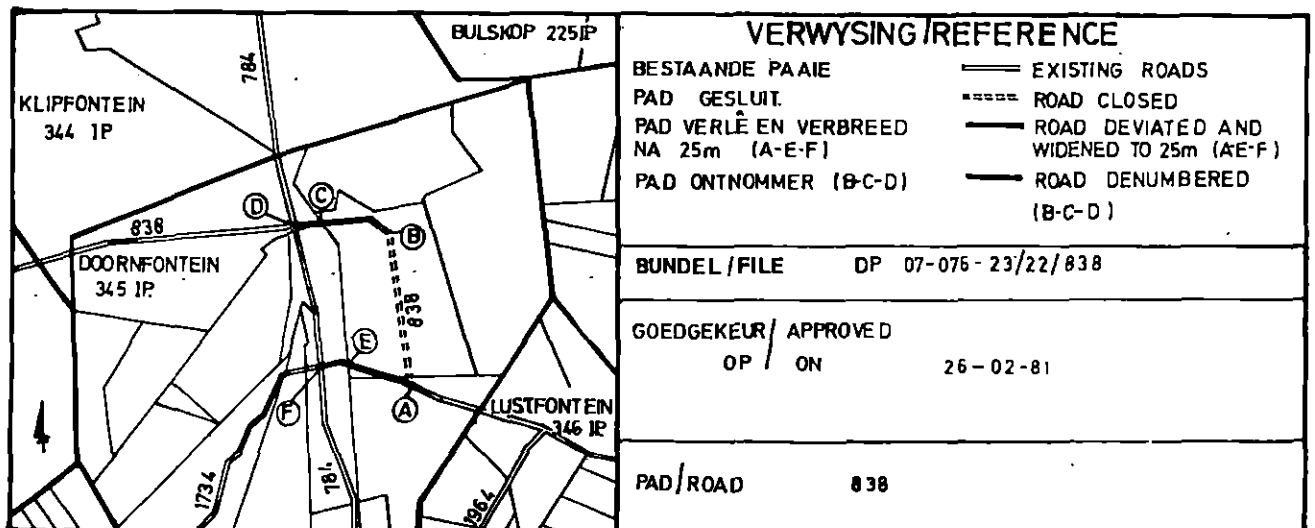 BULSKOP 225IP
784
KLIPFONTEIN
344 IP
C
D
838
B
DOORNFONTEIN
345 IP.
838
E
F
A
LUSTFONTEIN
346 IP
1734
784
1964
VERWYSING/REFERENCE
BESTAANDE PAAIE EXISTING ROADS
PAD GESLUIT. ROAD CLOSED
PAD VERLÊ EN VERBREED ROAD DEVIATED AND
NA 25m (A-E-F) WIDENED TO 25m (A-E-F)
PAD ONTNOMMER (B-C-D) ROAD DENUMBERED
(B-C-D)
BUNDEL/FILE DP 07-076-23/22/838
GOEDGEKEUR/ APPROVED
OP / ON 26-02-81
PAD/ROAD 838